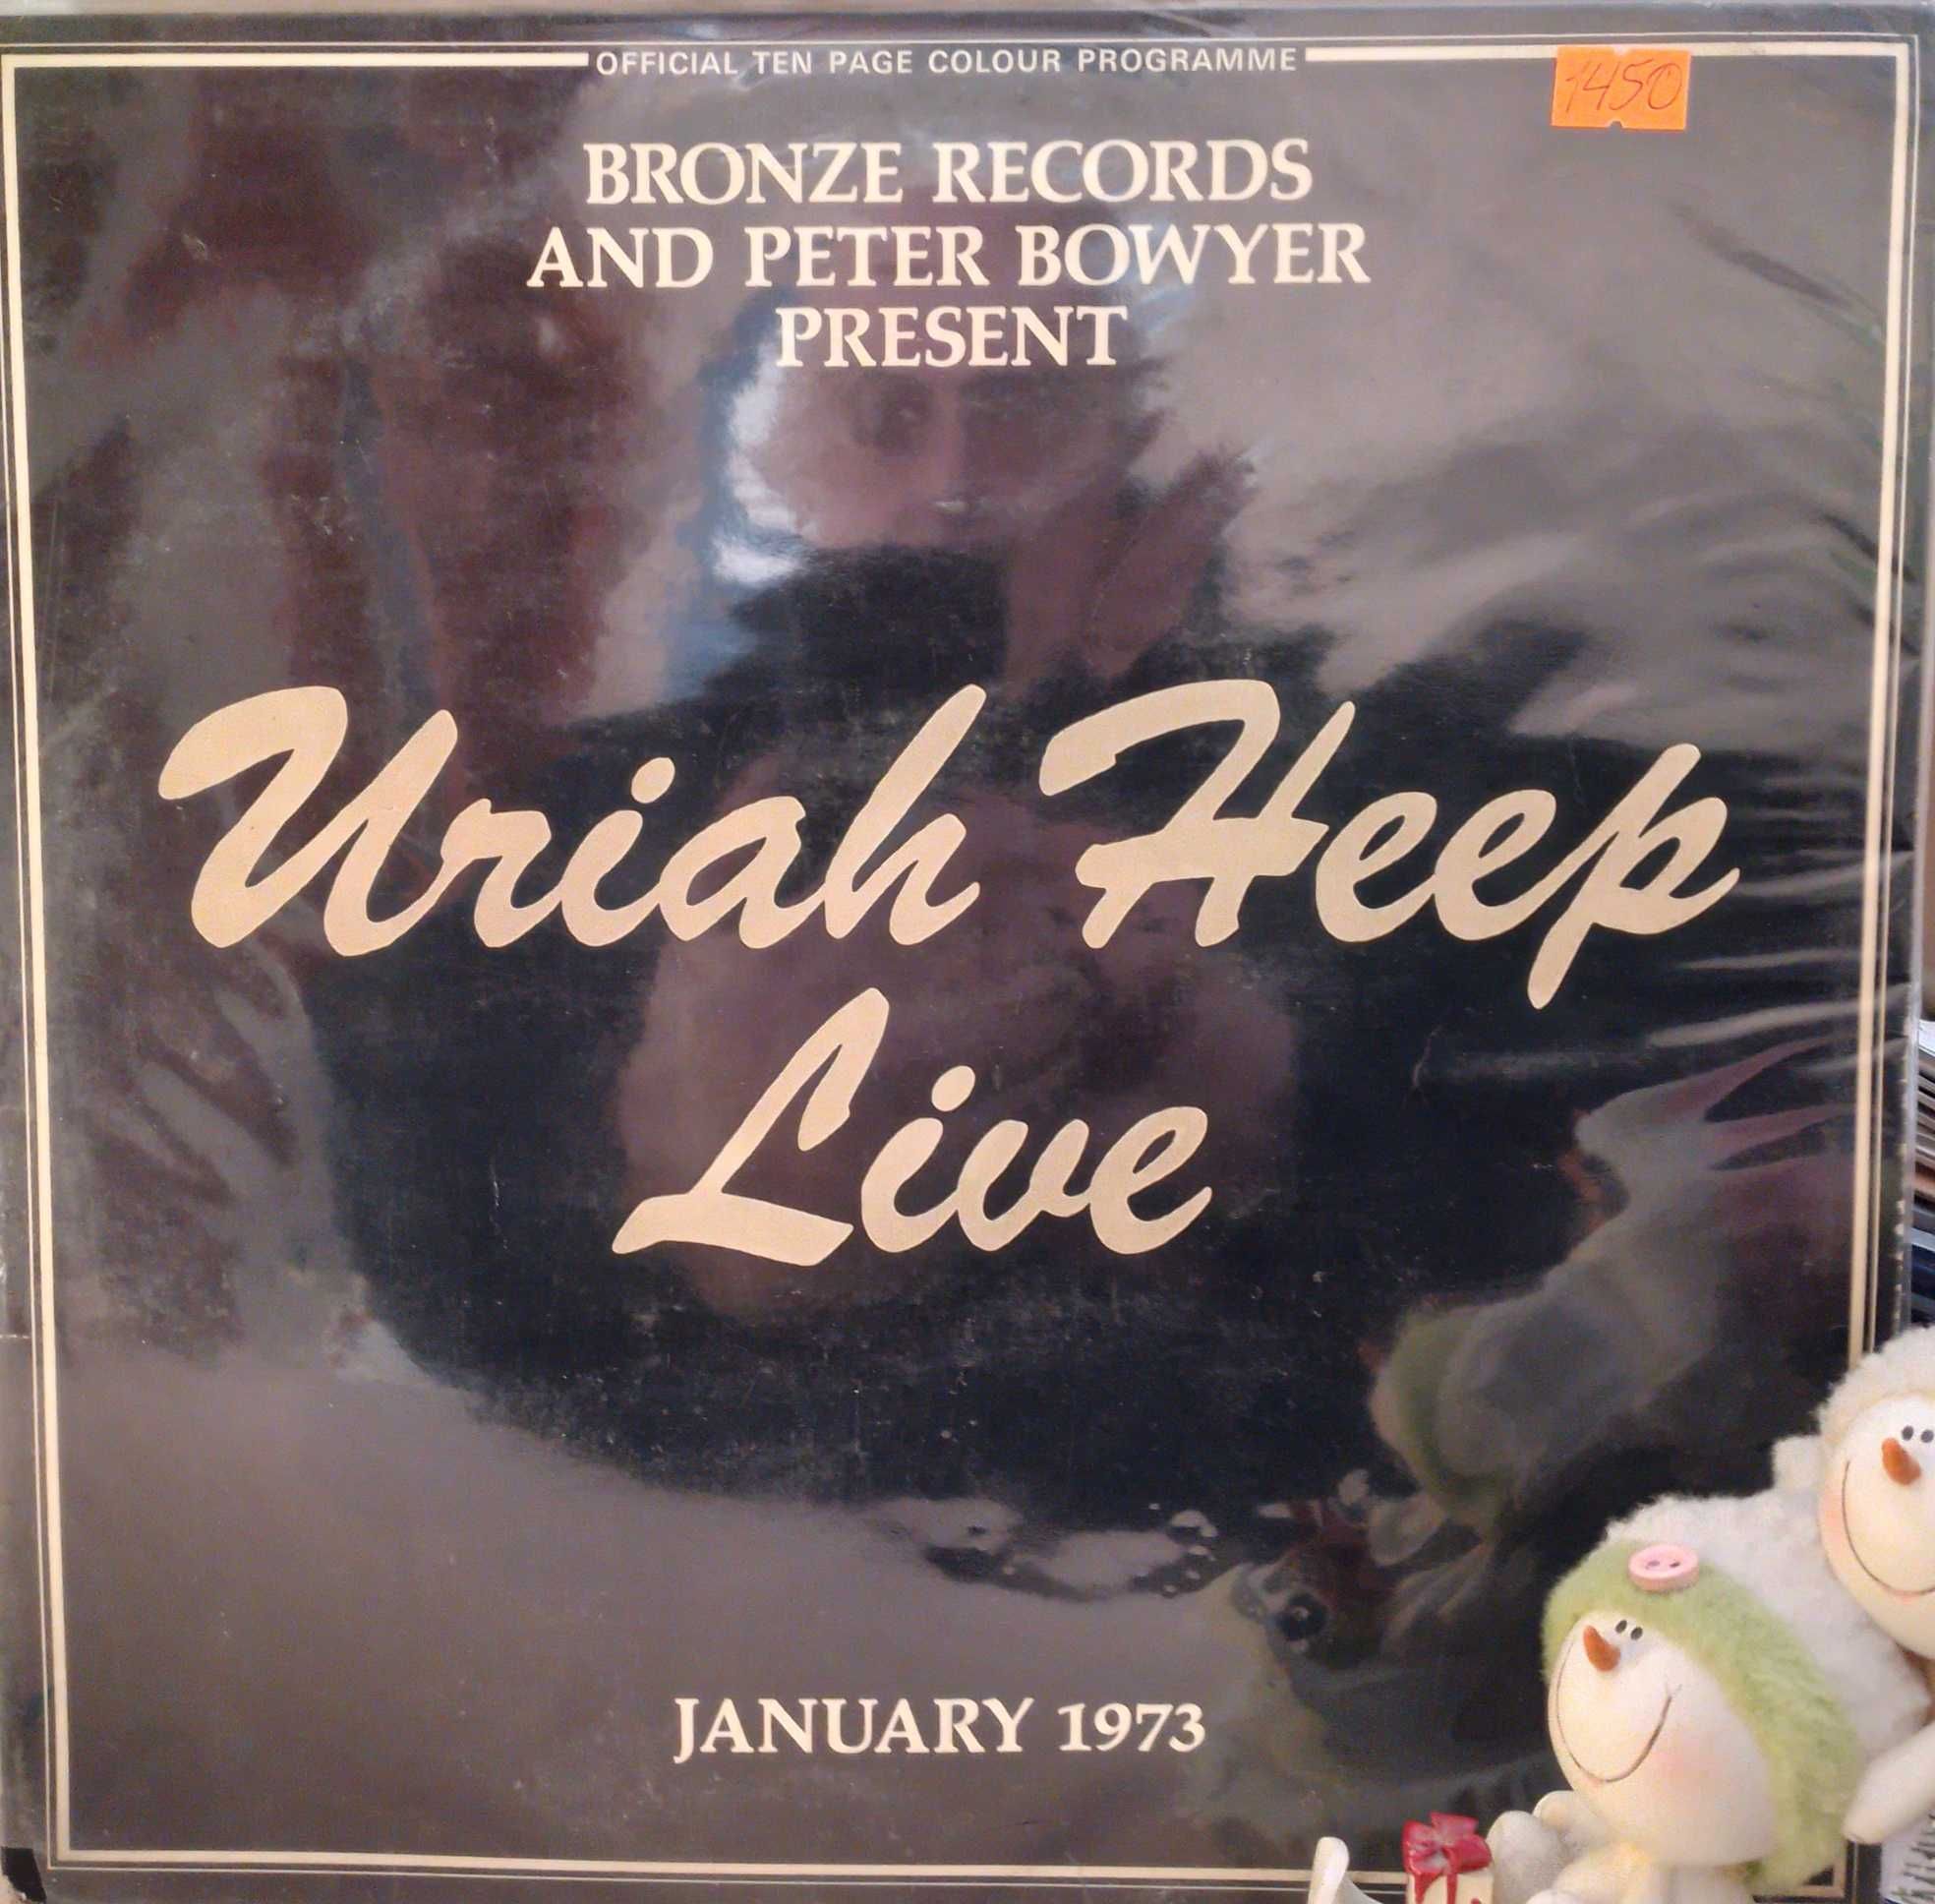 OFFICIAL TEN PAGE COLOUR PROGRAMME
1450
BRONZE RECORDS
AND PETER BOWYER
PRESENT
Uriah Heep
Live
JANUARY 1973